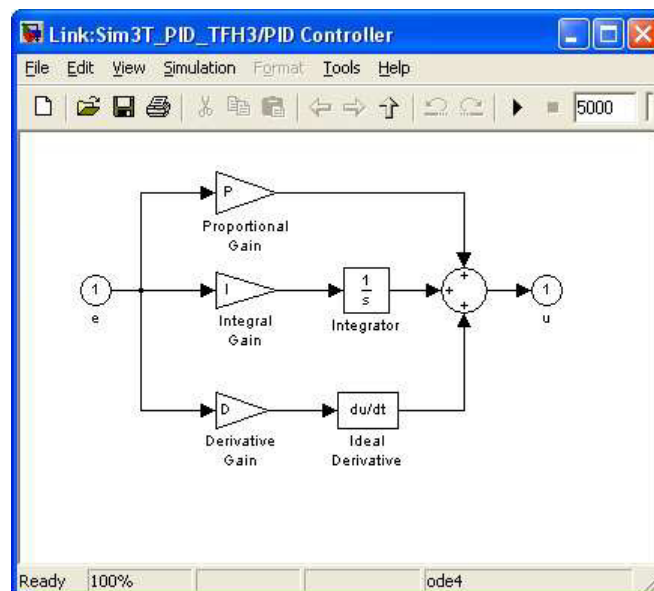 Link:Sim3T_PID_TFH3/PID Controller
File Edit View Simulation Format Tools Help
5000
P
Proportional
Gain
1
e
I
Integral
Gain
1
s
Integrator
+
+
+
1
u
D
Derivative
Gain
du/dt
Ideal
Derivative
Ready 100% ode4